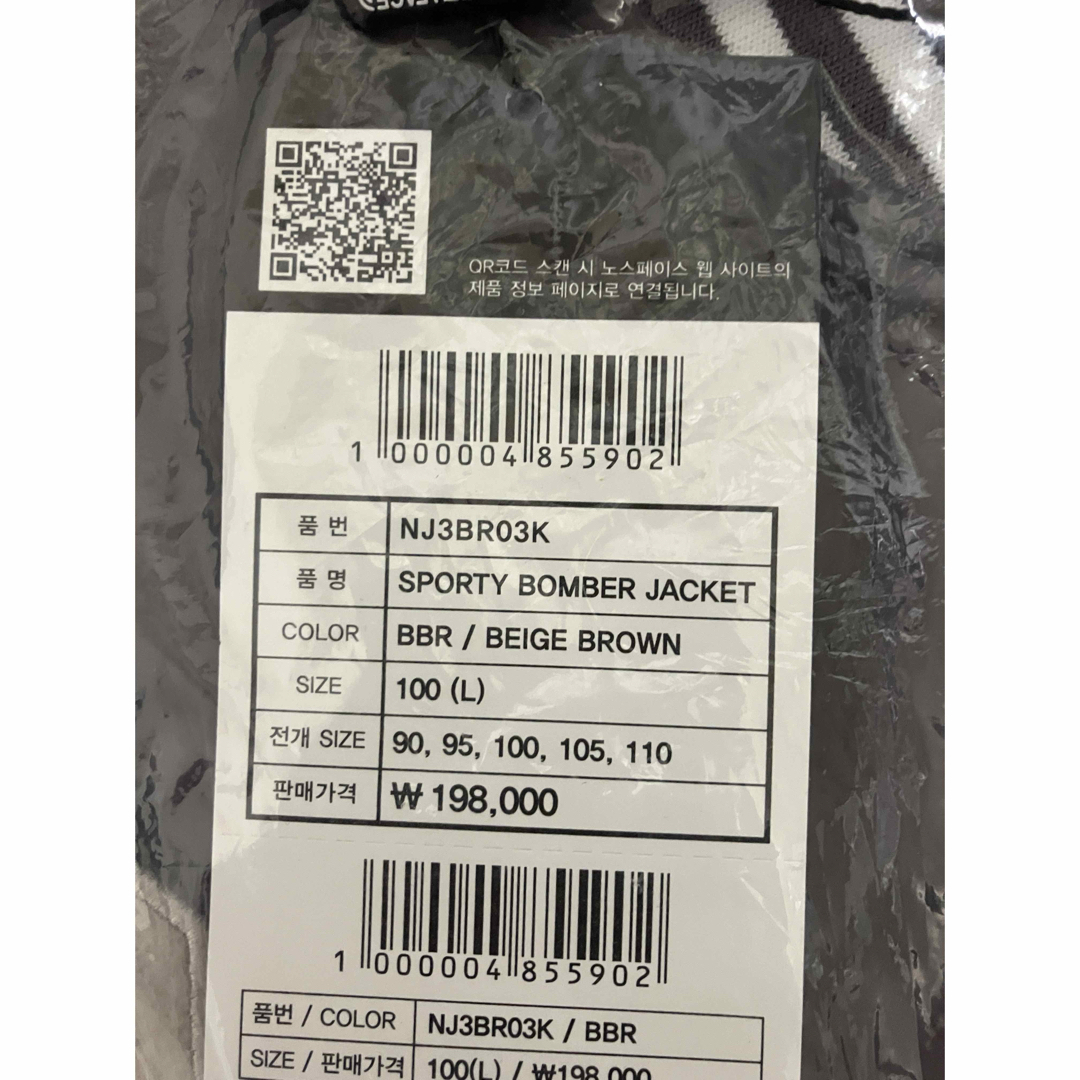 QR코드 스캔 시 노스페이스 웹 사이트의
제품 정보 페이지로 연결됩니다.
1 000004 855902
품 번 NJ3BR03K
품 명 SPORTY BOMBER JACKET
COLOR BBR / BEIGE BROWN
SIZE 100 (L)
전개 SIZE 90, 95, 100, 105, 110
판매가격 ₩ 198,000
1 000004 855902
품번 / COLOR NJ3BR03K / BBR
SIZE / 판매가격 100(L) / ₩198,000